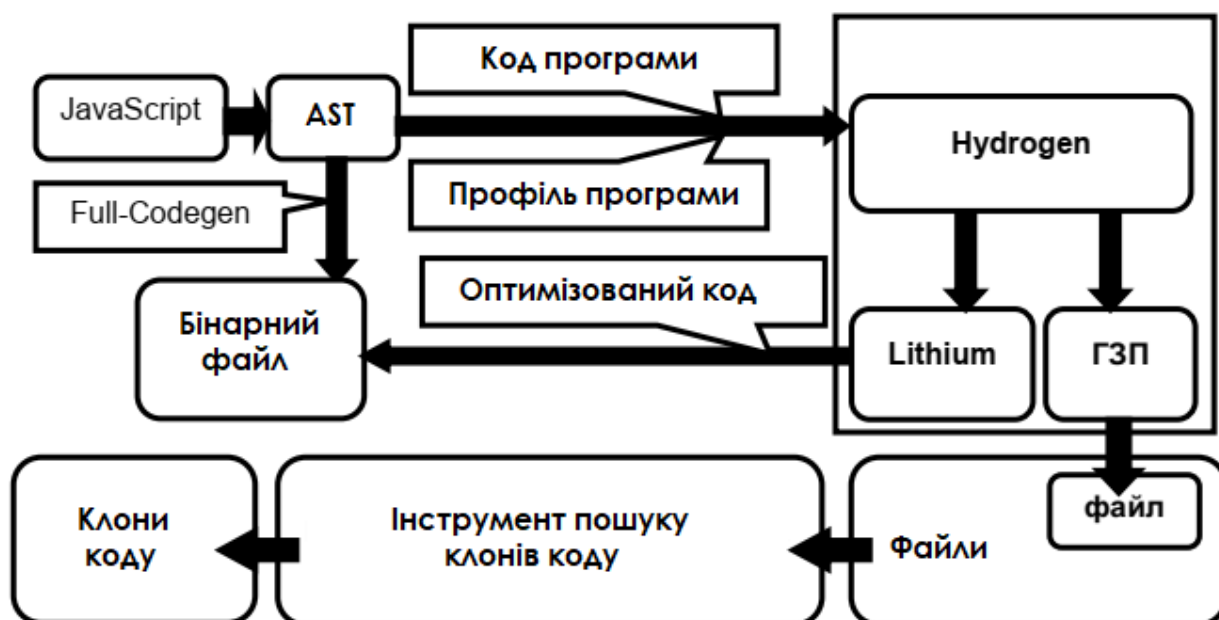 Код програми
JavaScript
AST
Hydrogen
Full-Codegen
Профіль програми
Оптимізований код
Бінарний
файл
Lithium
ГЗП
Клони
коду
Інструмент пошуку
клонів коду
Файли
файл